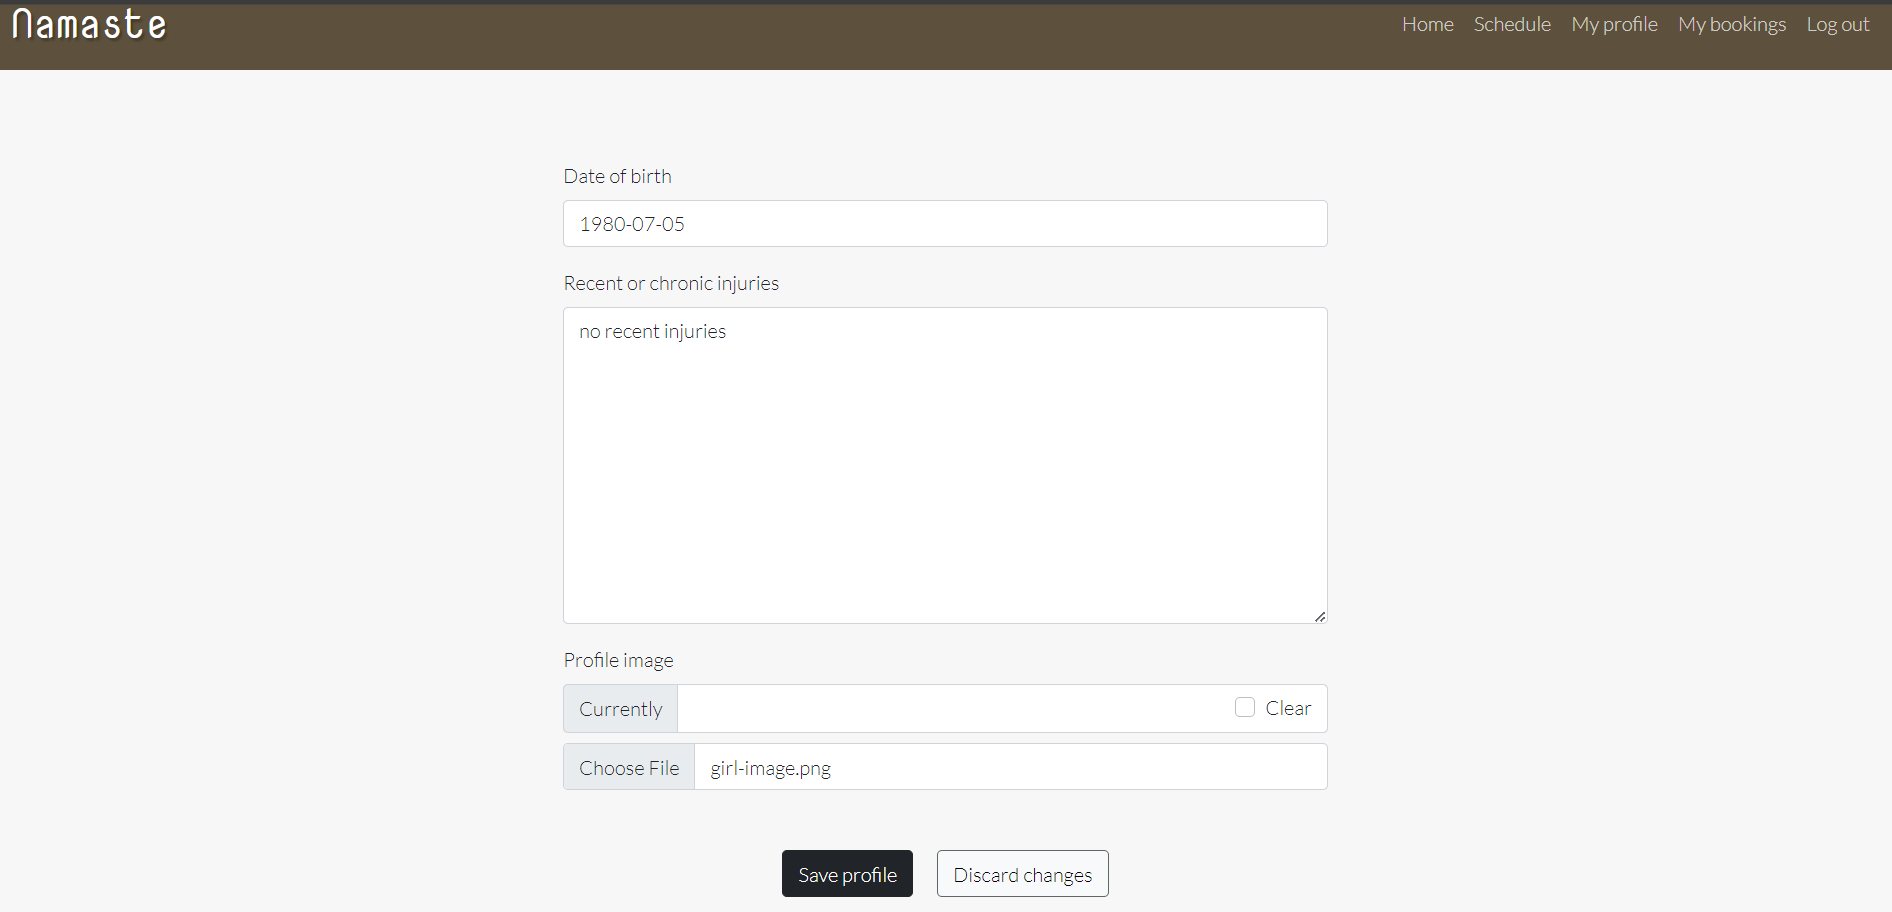 Namaste
Home Schedule My profile My bookings Log out
Date of birth
1980-07-05
Recent or chronic injuries
no recent injuries
Profile image
Currently Clear
Choose File girl-image.png
Save profile Discard changes